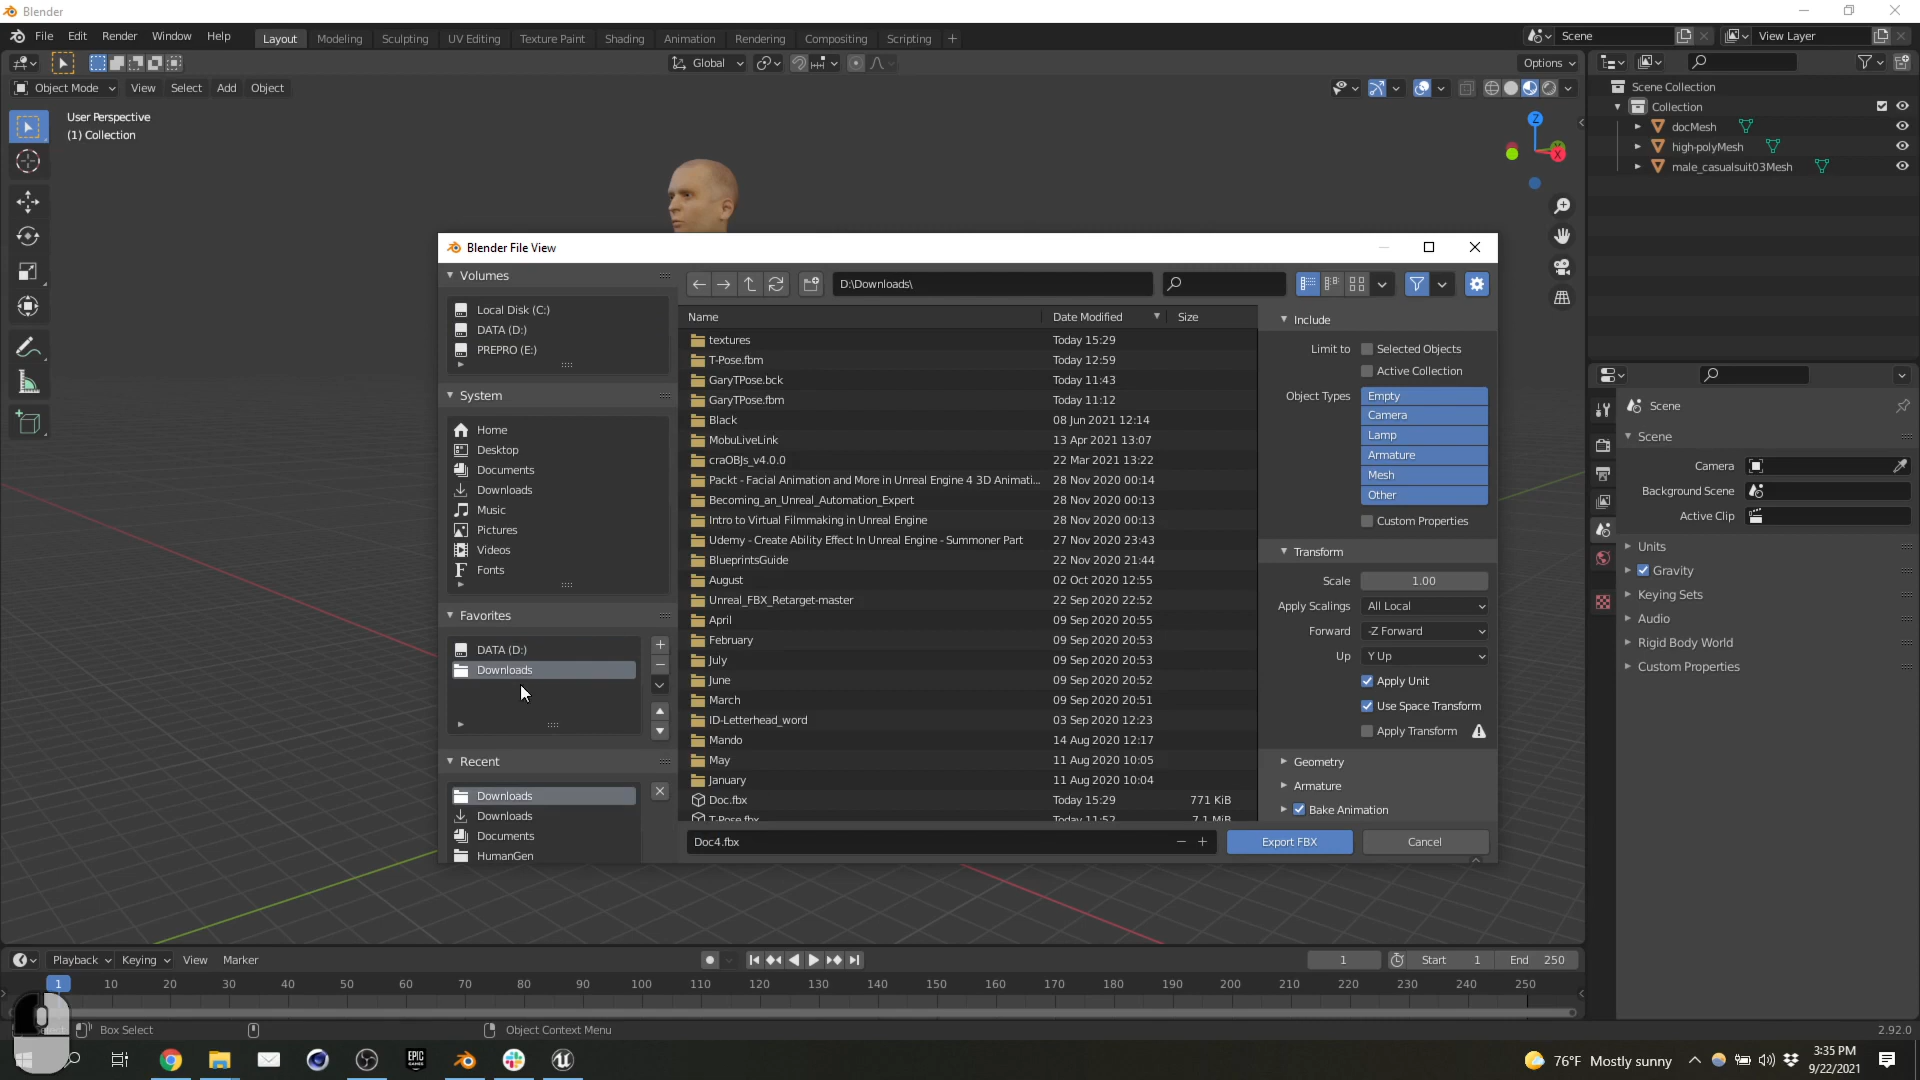 Blender
File Edit Render Window Help Layout Modeling Sculpting UV Editing Texture Paint Shading Animation Rendering Compositing Scripting + Scene View Layer
Global Options
Object Mode View Select Add Object
User Perspective
(1) Collection
Z
X
Scene Collection
Collection
docMesh
high-polyMesh
male_casualsuit03Mesh
Blender File View
Volumes
Local Disk (C:)
DATA (D:)
PREPRO (E:)
System
Home
Desktop
Documents
Downloads
Music
Pictures
Videos
Fonts
Favorites
DATA (D:)
Downloads
Recent
Downloads
Downloads
Documents
HumanGen
D:\Downloads\
Name Date Modified Size
textures Today 15:29
T-Pose.fbm Today 12:59
GaryTPose.bck Today 11:43
GaryTPose.fbm Today 11:12
Black 08 Jun 2021 12:14
MobuLiveLink 13 Apr 2021 13:07
craOBJs_v4.0.0 22 Mar 2021 13:22
Packt - Facial Animation and More in Unreal Engine 4 3D Animati... 28 Nov 2020 00:14
Becoming_an_Unreal_Automation_Expert 28 Nov 2020 00:13
Intro to Virtual Filmmaking in Unreal Engine 28 Nov 2020 00:13
Udemy - Create Ability Effect In Unreal Engine - Summoner Part 27 Nov 2020 23:43
BlueprintsGuide 22 Nov 2020 21:44
August 02 Oct 2020 12:55
Unreal_FBX_Retarget-master 22 Sep 2020 22:52
April 09 Sep 2020 20:55
February 09 Sep 2020 20:53
July 09 Sep 2020 20:53
June 09 Sep 2020 20:52
March 09 Sep 2020 20:51
ID-Letterhead_word 03 Sep 2020 12:23
Mando 14 Aug 2020 12:17
May 11 Aug 2020 10:05
January 11 Aug 2020 10:04
Doc.fbx Today 15:29 771 KiB
T-Pose.fbx Today 11:52 7.1 MiB
Doc4.fbx Export FBX Cancel
Include
Limit to Selected Objects
Active Collection
Object Types Empty
Camera
Lamp
Armature
Mesh
Other
Custom Properties
Transform
Scale 1.00
Apply Scalings All Local
Forward -Z Forward
Up Y Up
Apply Unit
Use Space Transform
Apply Transform
Geometry
Armature
Bake Animation
Scene
Scene
Camera
Background Scene
Active Clip
Units
Gravity
Keying Sets
Audio
Rigid Body World
Custom Properties
Playback Keying View Marker 1 Start 1 End 250
1 10 20 30 40 50 60 70 80 90 100 110 120 130 140 150 160 170 180 190 200 210 220 230 240 250
Box Select Object Context Menu 2.92.0
EPIC GAMES 76°F Mostly sunny 3:35 PM
9/22/2021